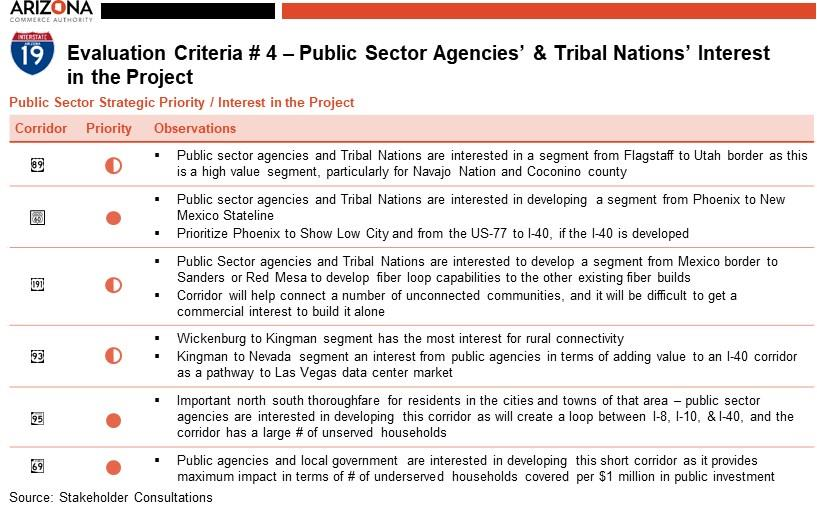 ARIZONA
COMMERCE AUTHORITY
INTERSTATE
ARIZONA
19
Evaluation Criteria # 4 – Public Sector Agencies’ & Tribal Nations’ Interest
in the Project
Public Sector Strategic Priority / Interest in the Project
Corridor Priority Observations
89
▪ Public sector agencies and Tribal Nations are interested in a segment from Flagstaff to Utah border as this
is a high value segment, particularly for Navajo Nation and Coconino county
60
▪ Public sector agencies and Tribal Nations are interested in developing a segment from Phoenix to New
Mexico Stateline
▪ Prioritize Phoenix to Show Low City and from the US-77 to I-40, if the I-40 is developed
191
▪ Public Sector agencies and Tribal Nations are interested to develop a segment from Mexico border to
Sanders or Red Mesa to develop fiber loop capabilities to the other existing fiber builds
▪ Corridor will help connect a number of unconnected communities, and it will be difficult to get a
commercial interest to build it alone
93
▪ Wickenburg to Kingman segment has the most interest for rural connectivity
▪ Kingman to Nevada segment an interest from public agencies in terms of adding value to an I-40 corridor
as a pathway to Las Vegas data center market
95
▪ Important north south thoroughfare for residents in the cities and towns of that area – public sector
agencies are interested in developing this corridor as will create a loop between I-8, I-10, & I-40, and the
corridor has a large # of unserved households
69
▪ Public agencies and local government are interested in developing this short corridor as it provides
maximum impact in terms of # of underserved households covered per $1 million in public investment
Source: Stakeholder Consultations